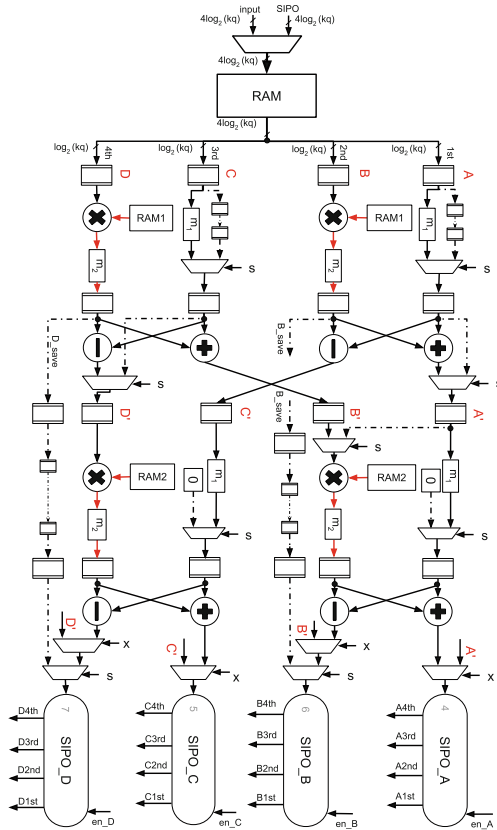 input SIPO
4log2(kq) 4log2(kq)
4log2(kq)
RAM
4log2(kq)
log2(kq) 4th log2(kq) 3rd log2(kq) 2nd log2(kq) 1st
D C B A
RAM1 m1 RAM1 m1
m2 s m2 s
D_save B_save
s s
B_save
D' C' B' A'
s
RAM2 0 m1 RAM2 0 m1
m2 s m2 s
D' C' B' A'
x x
s x s x
7 5 6 4
SIPO_D SIPO_C SIPO_B SIPO_A
D4th C4th B4th A4th
D3rd C3rd B3rd A3rd
D2nd C2nd B2nd A2nd
D1st C1st B1st A1st
en_D en_C en_B en_A